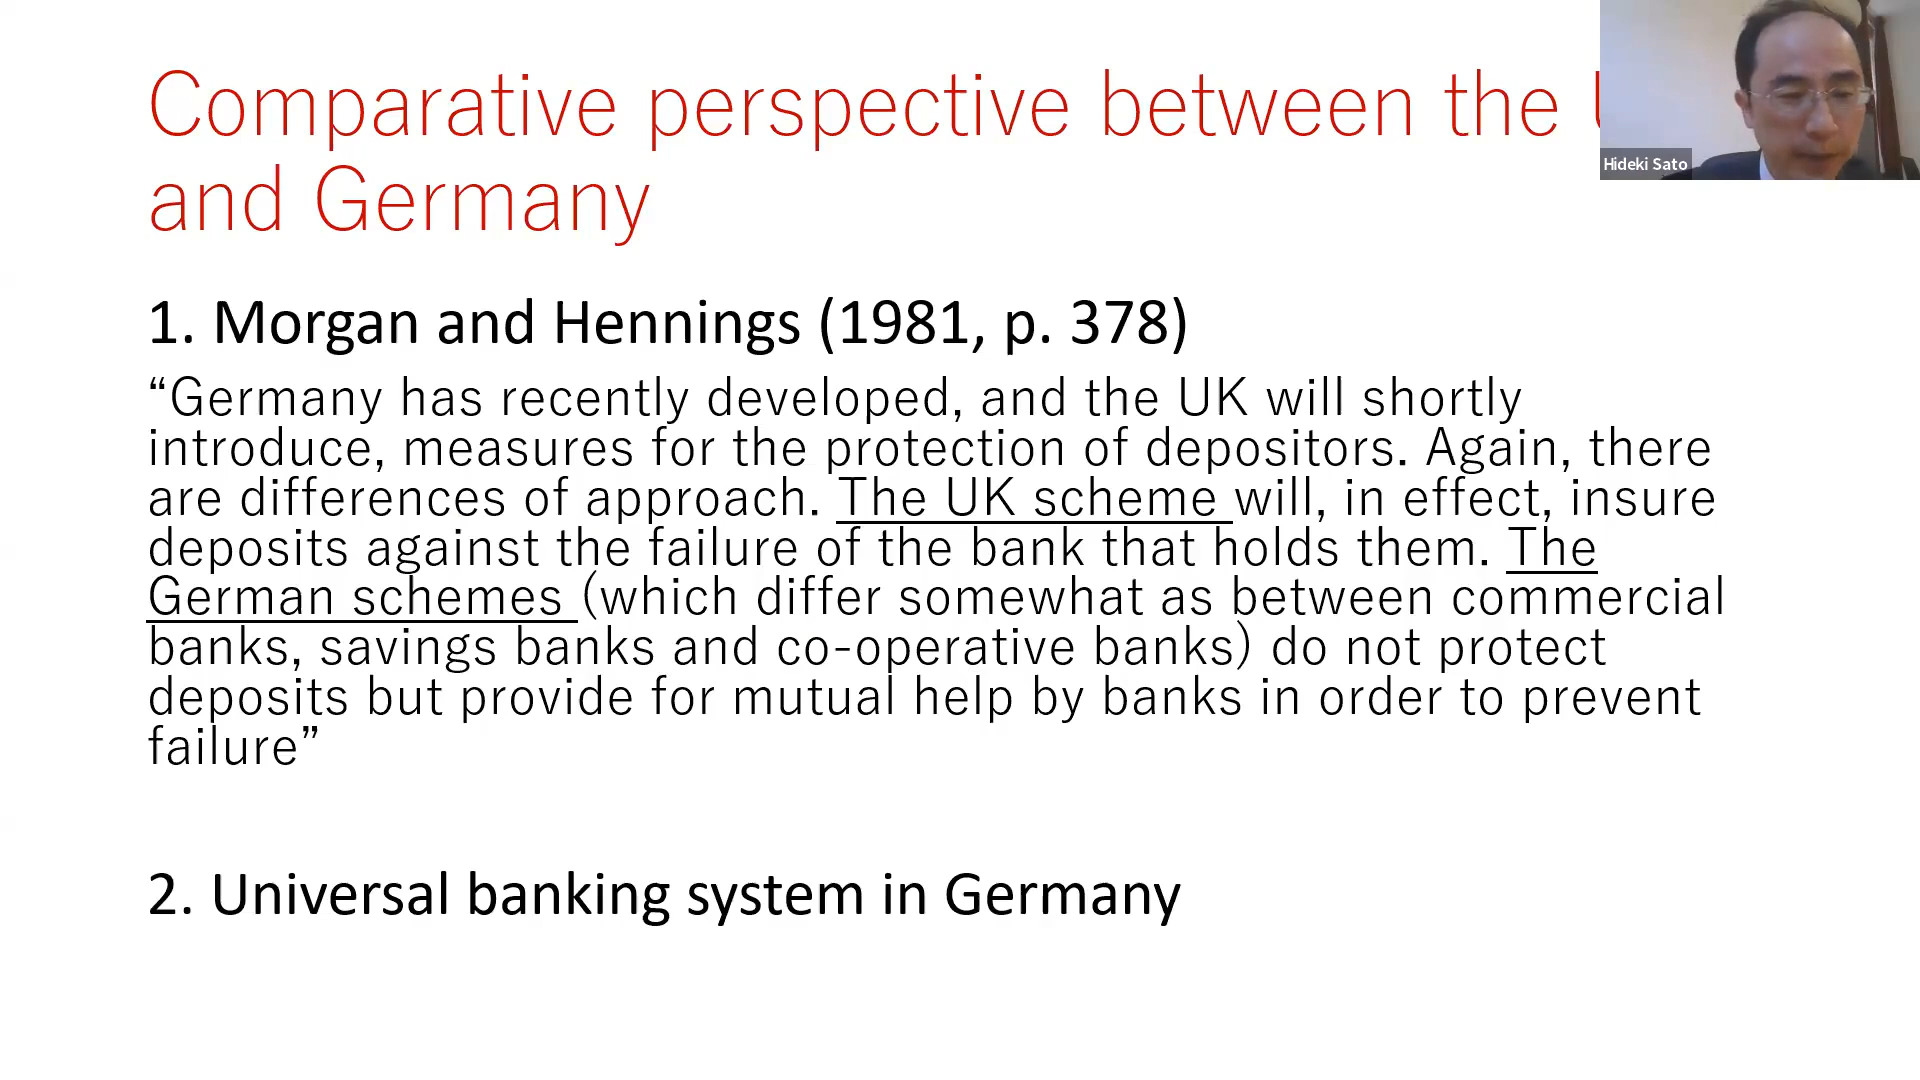 Comparative perspective between the
and Germany
Hideki Sato
1. Morgan and Hennings (1981, p. 378)
“Germany has recently developed, and the UK will shortly
introduce, measures for the protection of depositors. Again, there
are differences of approach. The UK scheme will, in effect, insure
deposits against the failure of the bank that holds them. The
German schemes (which differ somewhat as between commercial
banks, savings banks and co-operative banks) do not protect
deposits but provide for mutual help by banks in order to prevent
failure”
2. Universal banking system in Germany